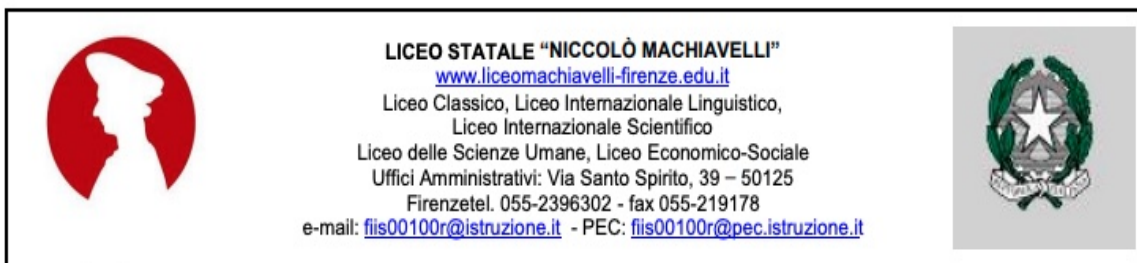 LICEO STATALE “NICCOLÒ MACHIAVELLI”
www.liceomachiavelli-firenze.edu.it
Liceo Classico, Liceo Internazionale Linguistico,
Liceo Internazionale Scientifico
Liceo delle Scienze Umane, Liceo Economico-Sociale
Uffici Amministrativi: Via Santo Spirito, 39 – 50125
Firenzetel. 055-2396302 - fax 055-219178
e-mail: fiis00100r@istruzione.it - PEC: fiis00100r@pec.istruzione.it